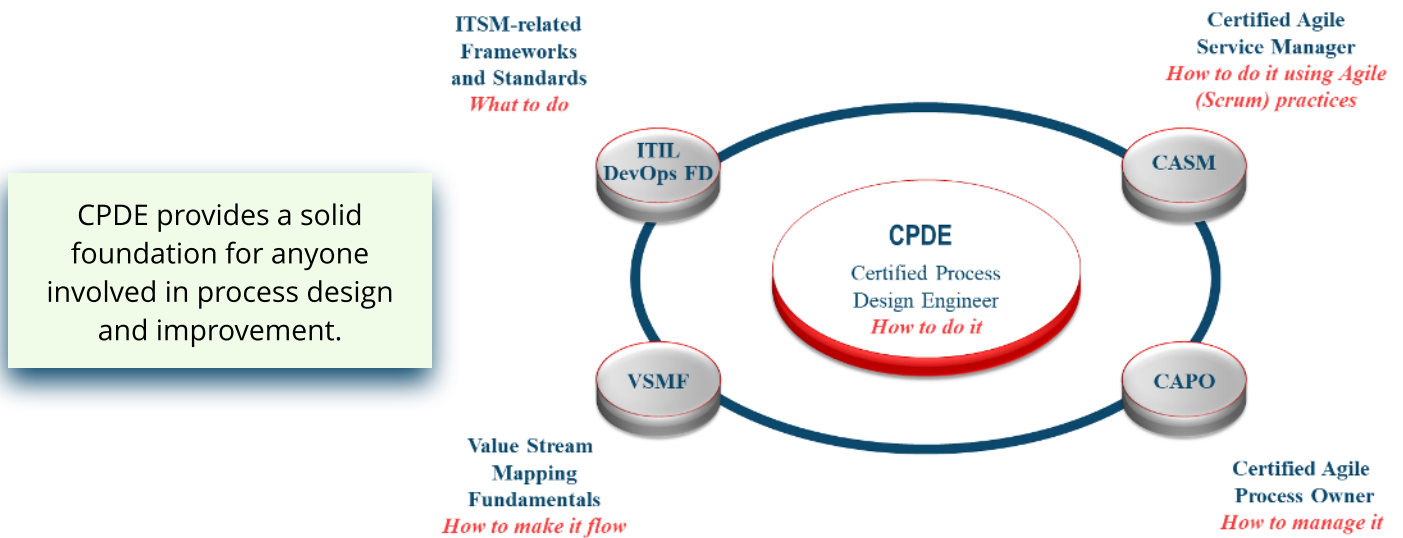 CPDE provides a solid
foundation for anyone
involved in process design
and improvement.
ITSM-related
Frameworks
and Standards
What to do
Certified Agile
Service Manager
How to do it using Agile
(Scrum) practices
ITIL
DevOps FD
CASM
CPDE
Certified Process
Design Engineer
How to do it
VSMF
CAPO
Value Stream
Mapping
Fundamentals
How to make it flow
Certified Agile
Process Owner
How to manage it